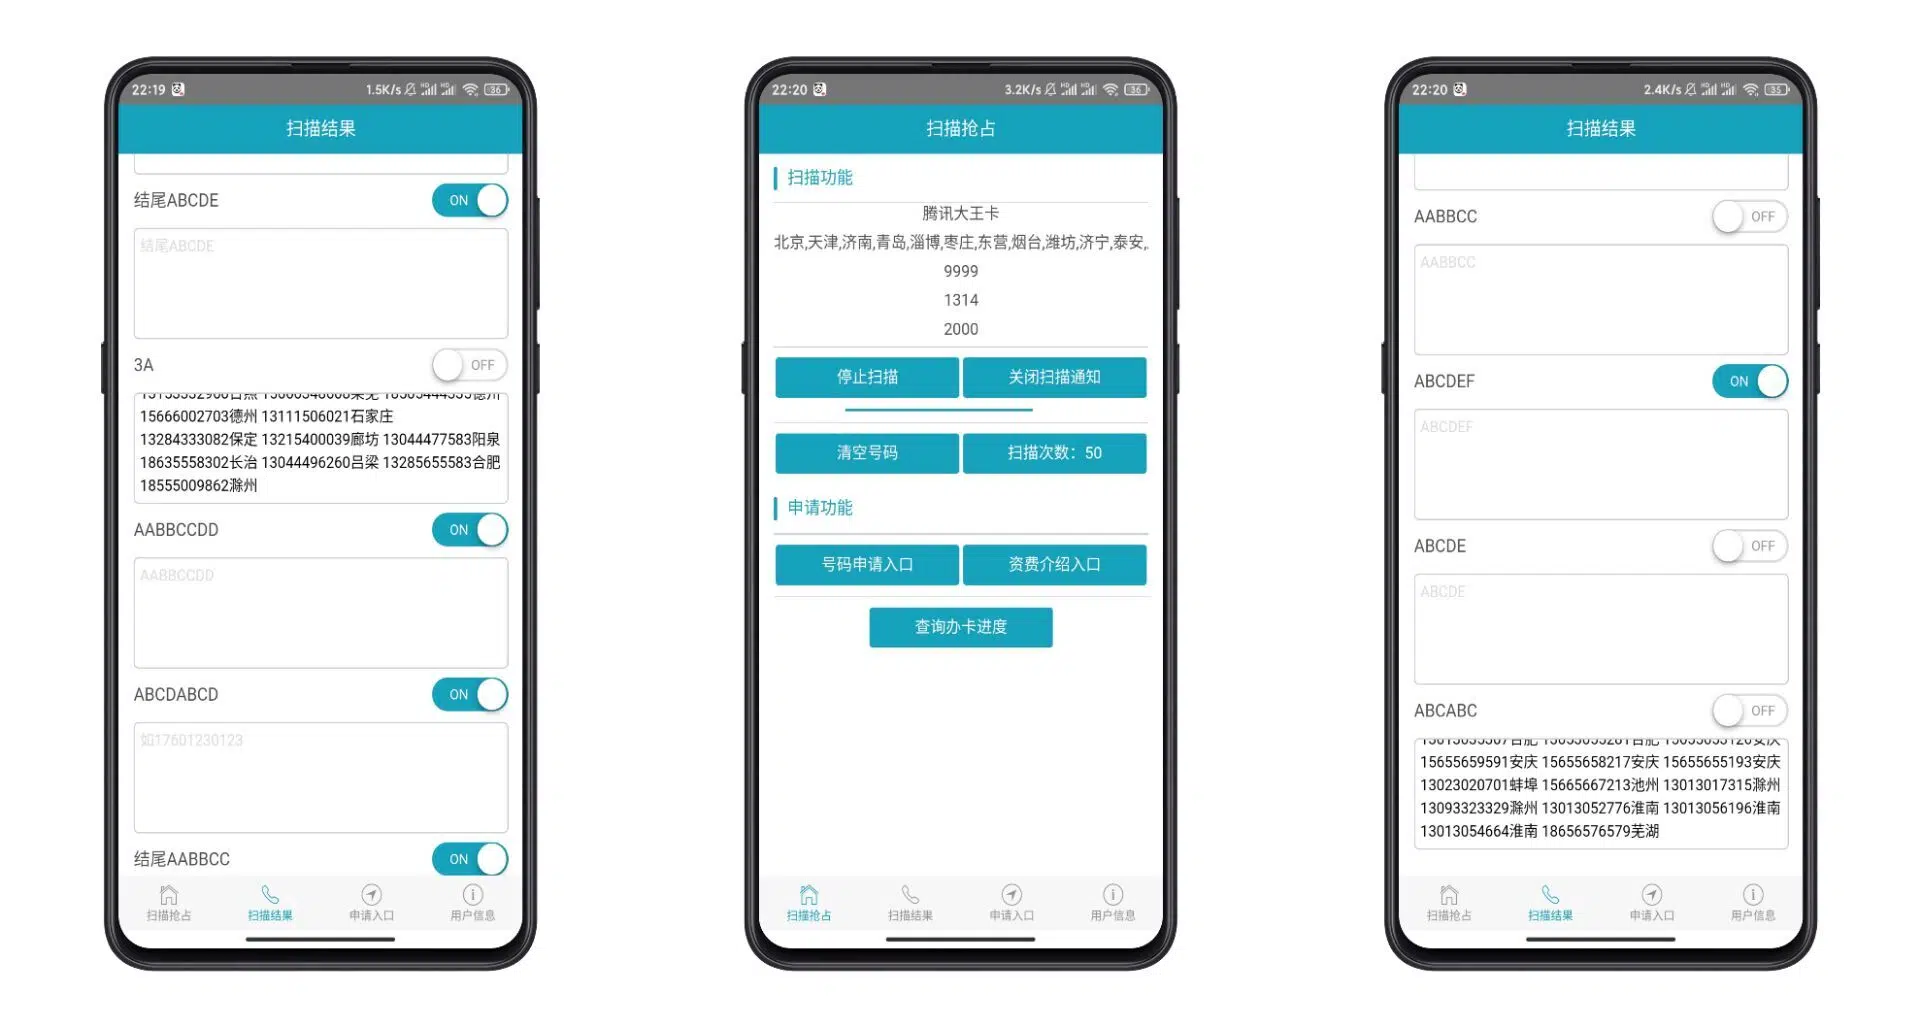 22:19
1.5K/s
36
扫描结果
结尾ABCDE
ON
结尾ABCDE
3A
OFF
15666002703德州 13111506021石家庄
13284333082保定 13215400039廊坊 13044477583阳泉
18635558302长治 13044496260吕梁 13285655583合肥
18555009862滁州
AABBCCDD
ON
AABBCCDD
ABCDABCD
ON
如17601230123
结尾AABBCC
ON
扫描抢占
扫描结果
申请入口
用户信息
22:20
3.2K/s
36
扫描抢占
扫描功能
腾讯大王卡
北京,天津,济南,青岛,淄博,枣庄,东营,烟台,潍坊,济宁,泰安,
9999
1314
2000
停止扫描
关闭扫描通知
清空号码
扫描次数：50
申请功能
号码申请入口
资费介绍入口
查询办卡进度
扫描抢占
扫描结果
申请入口
用户信息
22:20
2.4K/s
35
扫描结果
AABBCC
OFF
AABBCC
ABCDEF
ON
ABCDEF
ABCDE
OFF
ABCDE
ABCABC
OFF
15655659591安庆 15655658217安庆 15655655193安庆
13023020701蚌埠 15665667213池州 13013017315滁州
13093323329滁州 13013052776淮南 13013056196淮南
13013054664淮南 18656576579芜湖
扫描抢占
扫描结果
申请入口
用户信息